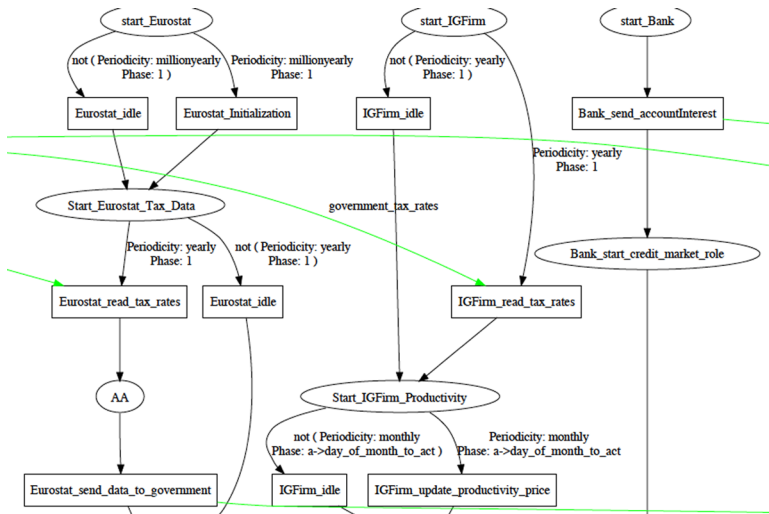 start_Eurostat
start_IGFirm
start_Bank
not ( Periodicity: millionyearly
Phase: 1 )
Periodicity: millionyearly
Phase: 1
not ( Periodicity: yearly
Phase: 1 )
Eurostat_idle
Eurostat_Initialization
IGFirm_idle
Bank_send_accountInterest
Periodicity: yearly
Phase: 1
Start_Eurostat_Tax_Data
government_tax_rates
Periodicity: yearly
Phase: 1
not ( Periodicity: yearly
Phase: 1 )
Bank_start_credit_market_role
Eurostat_read_tax_rates
Eurostat_idle
IGFirm_read_tax_rates
AA
Start_IGFirm_Productivity
not ( Periodicity: monthly
Phase: a->day_of_month_to_act )
Periodicity: monthly
Phase: a->day_of_month_to_act
Eurostat_send_data_to_government
IGFirm_idle
IGFirm_update_productivity_price